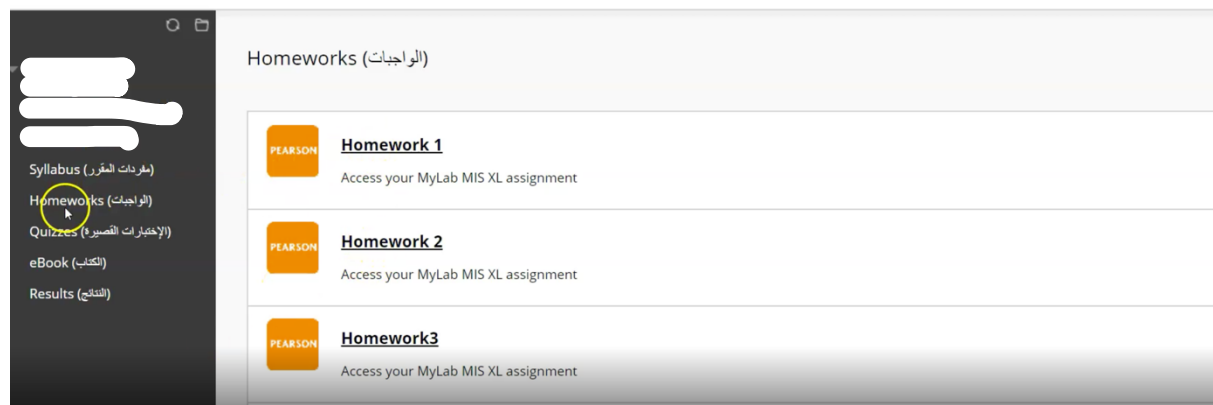 Syllabus (مفردات المقرر)
Homeworks (الواجبات)
Quizzes (الإختبارات القصيرة)
eBook (الكتاب)
Results (النتائج)
Homeworks (الواجبات)
PEARSON
Homework 1
Access your MyLab MIS XL assignment
PEARSON
Homework 2
Access your MyLab MIS XL assignment
PEARSON
Homework3
Access your MyLab MIS XL assignment